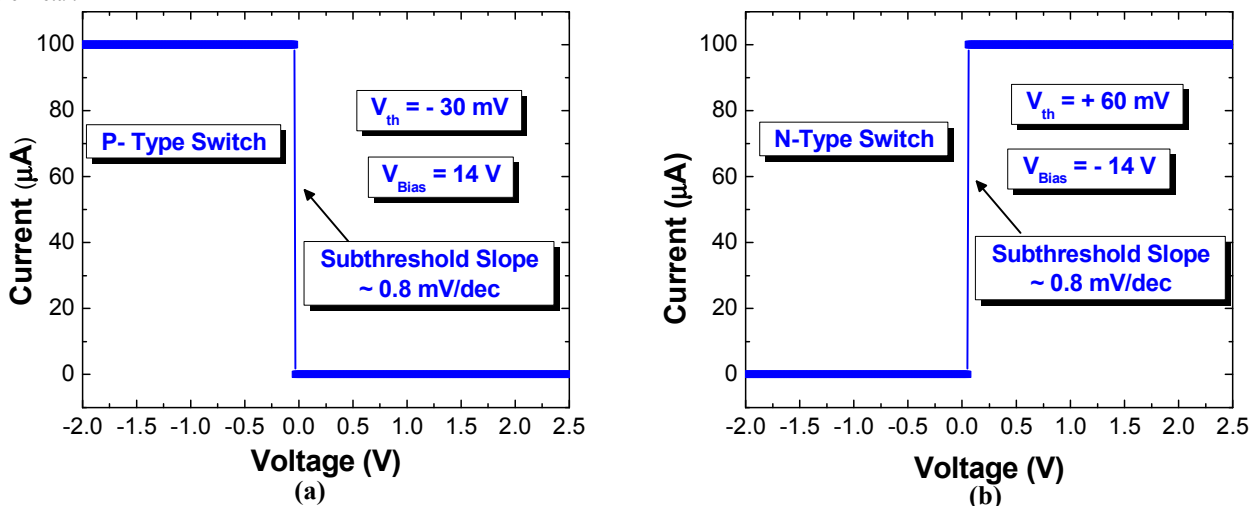 100
80
60
40
20
0
Current (μA)
V_th = - 30 mV
P- Type Switch
V_Bias = 14 V
Subthreshold Slope
~ 0.8 mV/dec
-2.0 -1.5 -1.0 -0.5 0.0 0.5 1.0 1.5 2.0 2.5
Voltage (V)
(a)
100
80
60
40
20
0
Current (μA)
V_th = + 60 mV
N-Type Switch
V_Bias = - 14 V
Subthreshold Slope
~ 0.8 mV/dec
-2.0 -1.5 -1.0 -0.5 0.0 0.5 1.0 1.5 2.0 2.5
Voltage (V)
(b)